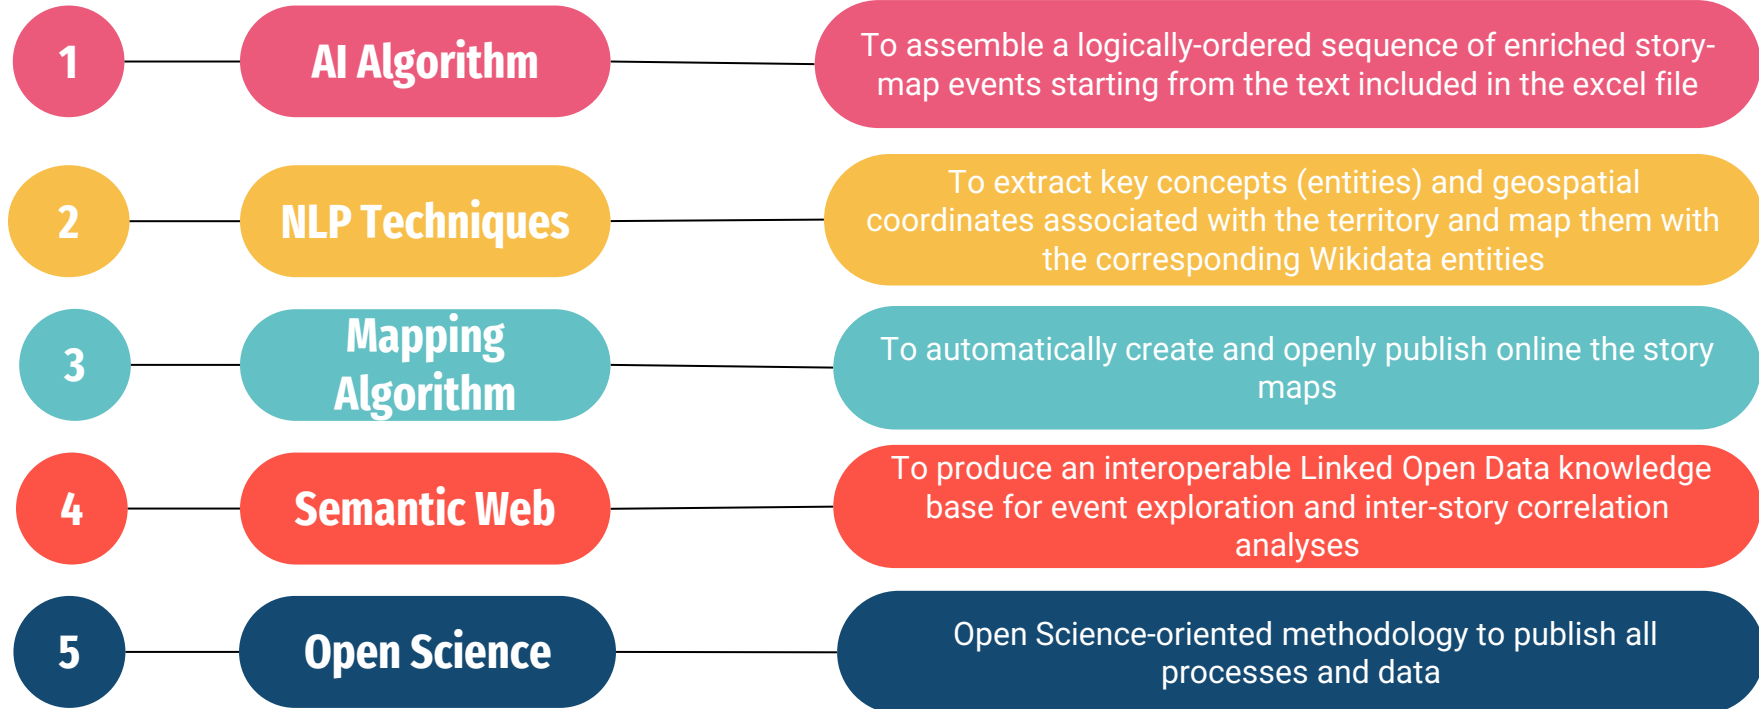 1
AI Algorithm
To assemble a logically-ordered sequence of enriched story-
map events starting from the text included in the excel file
2
NLP Techniques
To extract key concepts (entities) and geospatial
coordinates associated with the territory and map them with
the corresponding Wikidata entities
3
Mapping
Algorithm
To automatically create and openly publish online the story
maps
4
Semantic Web
To produce an interoperable Linked Open Data knowledge
base for event exploration and inter-story correlation
analyses
5
Open Science
Open Science-oriented methodology to publish all
processes and data